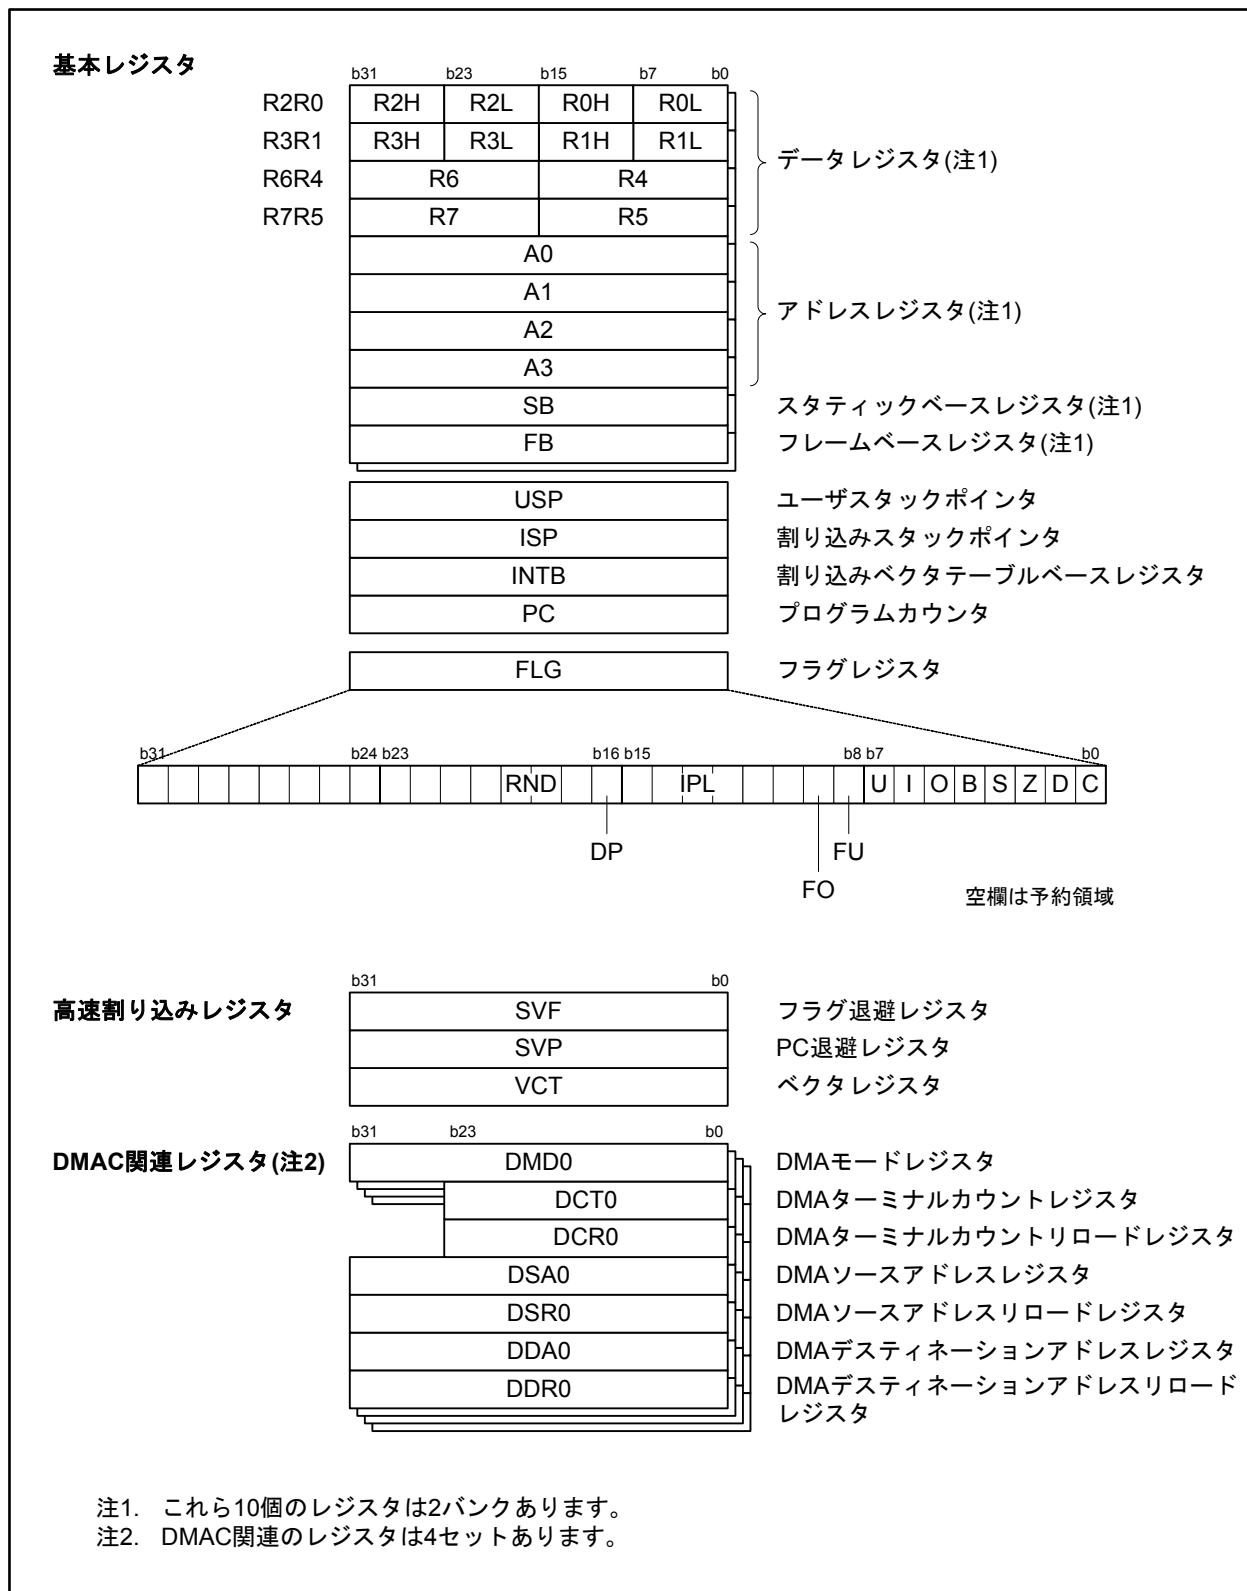 基本レジスタ
b31 b23 b15 b7 b0
R2R0 R2H R2L R0H R0L
R3R1 R3H R3L R1H R1L
データレジスタ(注1)
R6R4 R6 R4
R7R5 R7 R5
A0
A1
アドレスレジスタ(注1)
A2
A3
SB スタティックベースレジスタ(注1)
FB フレームベースレジスタ(注1)
USP ユーザスタックポインタ
ISP 割り込みスタックポインタ
INTB 割り込みベクタテーブルベースレジスタ
PC プログラムカウンタ
FLG フラグレジスタ
b31 b24 b23 b16 b15 b8 b7 b0
RND IPL U I O B S Z D C
DP FU
FO
空欄は予約領域
b31 b0
高速割り込みレジスタ SVF フラグ退避レジスタ
SVP PC退避レジスタ
VCT ベクタレジスタ
b31 b23 b0
DMAC関連レジスタ(注2) DMD0 DMAモードレジスタ
DCT0 DMAターミナルカウントレジスタ
DCR0 DMAターミナルカウントリロードレジスタ
DSA0 DMAソースアドレスレジスタ
DSR0 DMAソースアドレスリロードレジスタ
DDA0 DMAデスティネーションアドレスレジスタ
DDR0 DMAデスティネーションアドレスリロード
レジスタ
注1. これら10個のレジスタは2バンクあります。
注2. DMAC関連のレジスタは4セットあります。